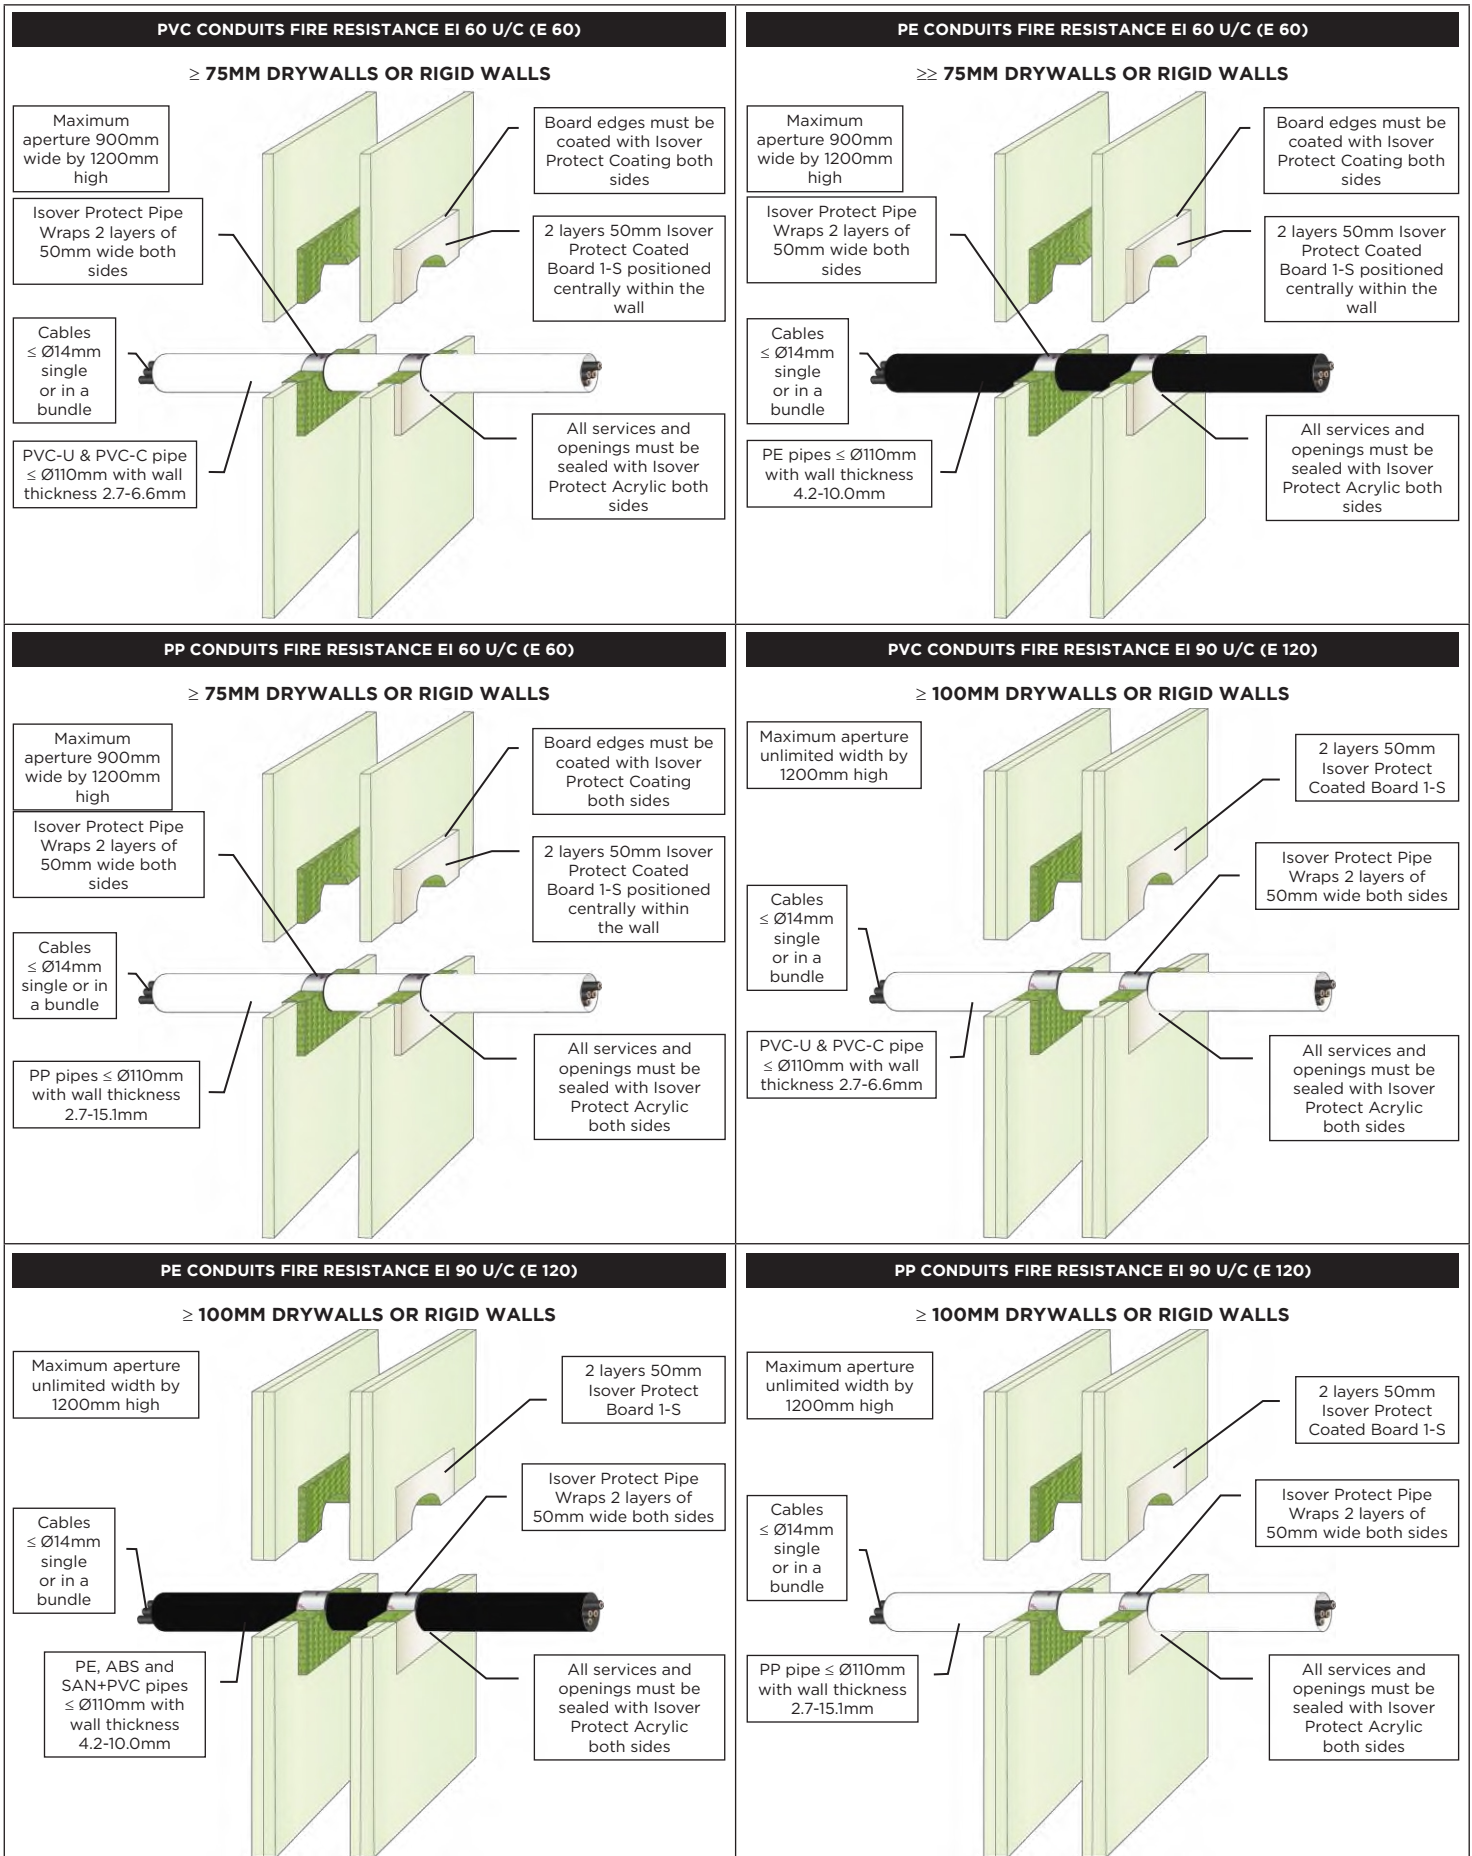 PVC CONDUITS FIRE RESISTANCE EI 60 U/C (E 60)
≥ 75MM DRYWALLS OR RIGID WALLS
Maximum
aperture 900mm
wide by 1200mm
high
Isover Protect Pipe
Wraps 2 layers of
50mm wide both
sides
Cables
≤ Ø14mm
single
or in a
bundle
PVC-U & PVC-C pipe
≤ Ø110mm with wall
thickness 2.7-6.6mm
Board edges must be
coated with Isover
Protect Coating both
sides
2 layers 50mm Isover
Protect Coated
Board 1-S positioned
centrally within the
wall
All services and
openings must be
sealed with Isover
Protect Acrylic both
sides
PE CONDUITS FIRE RESISTANCE EI 60 U/C (E 60)
≥≥ 75MM DRYWALLS OR RIGID WALLS
Maximum
aperture 900mm
wide by 1200mm
high
Isover Protect Pipe
Wraps 2 layers of
50mm wide both
sides
Cables
≤ Ø14mm
single
or in a
bundle
PE pipes ≤ Ø110mm
with wall thickness
4.2-10.0mm
Board edges must be
coated with Isover
Protect Coating both
sides
2 layers 50mm Isover
Protect Coated
Board 1-S positioned
centrally within the
wall
All services and
openings must be
sealed with Isover
Protect Acrylic both
sides
PP CONDUITS FIRE RESISTANCE EI 60 U/C (E 60)
≥ 75MM DRYWALLS OR RIGID WALLS
Maximum
aperture 900mm
wide by 1200mm
high
Isover Protect Pipe
Wraps 2 layers of
50mm wide both
sides
Cables
≤ Ø14mm
single or in
a bundle
PP pipes ≤ Ø110mm
with wall thickness
2.7-15.1mm
Board edges must be
coated with Isover
Protect Coating
both sides
2 layers 50mm Isover
Protect Coated
Board 1-S positioned
centrally within
the wall
All services and
openings must be
sealed with Isover
Protect Acrylic
both sides
PVC CONDUITS FIRE RESISTANCE EI 90 U/C (E 120)
≥ 100MM DRYWALLS OR RIGID WALLS
Maximum aperture
unlimited width by
1200mm high
Cables
≤ Ø14mm
single
or in a
bundle
PVC-U & PVC-C pipe
≤ Ø110mm with wall
thickness 2.7-6.6mm
2 layers 50mm
Isover Protect
Coated Board 1-S
Isover Protect Pipe
Wraps 2 layers of
50mm wide both sides
All services and
openings must be
sealed with Isover
Protect Acrylic
both sides
PE CONDUITS FIRE RESISTANCE EI 90 U/C (E 120)
≥ 100MM DRYWALLS OR RIGID WALLS
Maximum aperture
unlimited width by
1200mm high
Cables
≤ Ø14mm
single
or in a
bundle
PE, ABS and
SAN+PVC pipes
≤ Ø110mm with
wall thickness
4.2-10.0mm
2 layers 50mm
Isover Protect
Board 1-S
Isover Protect Pipe
Wraps 2 layers of
50mm wide both sides
All services and
openings must be
sealed with Isover
Protect Acrylic
both sides
PP CONDUITS FIRE RESISTANCE EI 90 U/C (E 120)
≥ 100MM DRYWALLS OR RIGID WALLS
Maximum aperture
unlimited width by
1200mm high
Cables
≤ Ø14mm
single
or in a
bundle
PP pipe ≤ Ø110mm
with wall thickness
2.7-15.1mm
2 layers 50mm
Isover Protect
Coated Board 1-S
Isover Protect Pipe
Wraps 2 layers of
50mm wide both sides
All services and
openings must be
sealed with Isover
Protect Acrylic
both sides